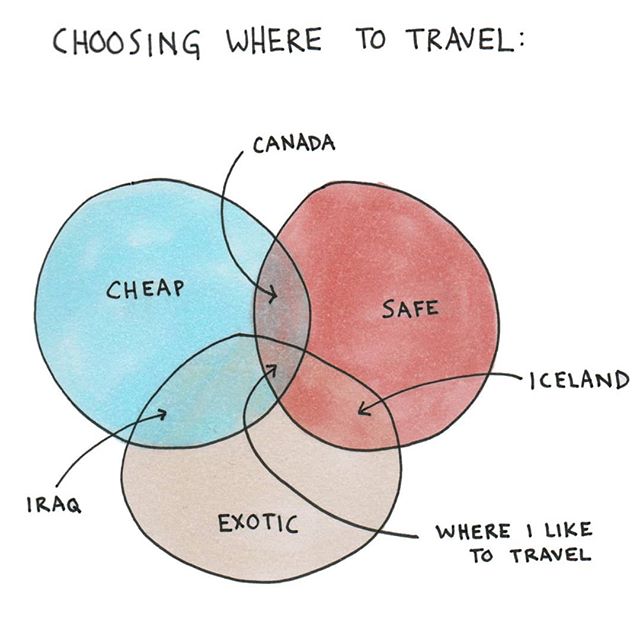 CHOOSING WHERE TO TRAVEL:
CANADA
CHEAP
SAFE
ICELAND
IRAQ
EXOTIC
WHERE I LIKE
TO TRAVEL